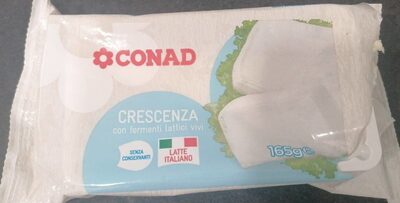 CONAD
CRESCENZA
con fermenti lattici vivi
SENZA
CONSERVANTI
LATTE
ITALIANO
165g e